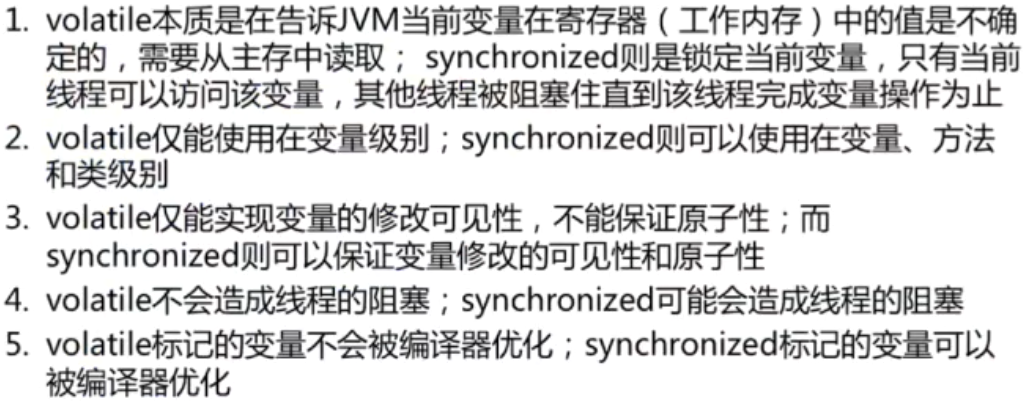 1. volatile本质是在告诉JVM当前变量在寄存器（工作内存）中的值是不确
定的，需要从主存中读取； synchronized则是锁定当前变量，只有当前
线程可以访问该变量，其他线程被阻塞住直到该线程完成变量操作为止
2. volatile仅能使用在变量级别；synchronized则可以使用在变量、方法
和类级别
3. volatile仅能实现变量的修改可见性，不能保证原子性；而
synchronized则可以保证变量修改的可见性和原子性
4. volatile不会造成线程的阻塞；synchronized可能会造成线程的阻塞
5. volatile标记的变量不会被编译器优化；synchronized标记的变量可以
被编译器优化